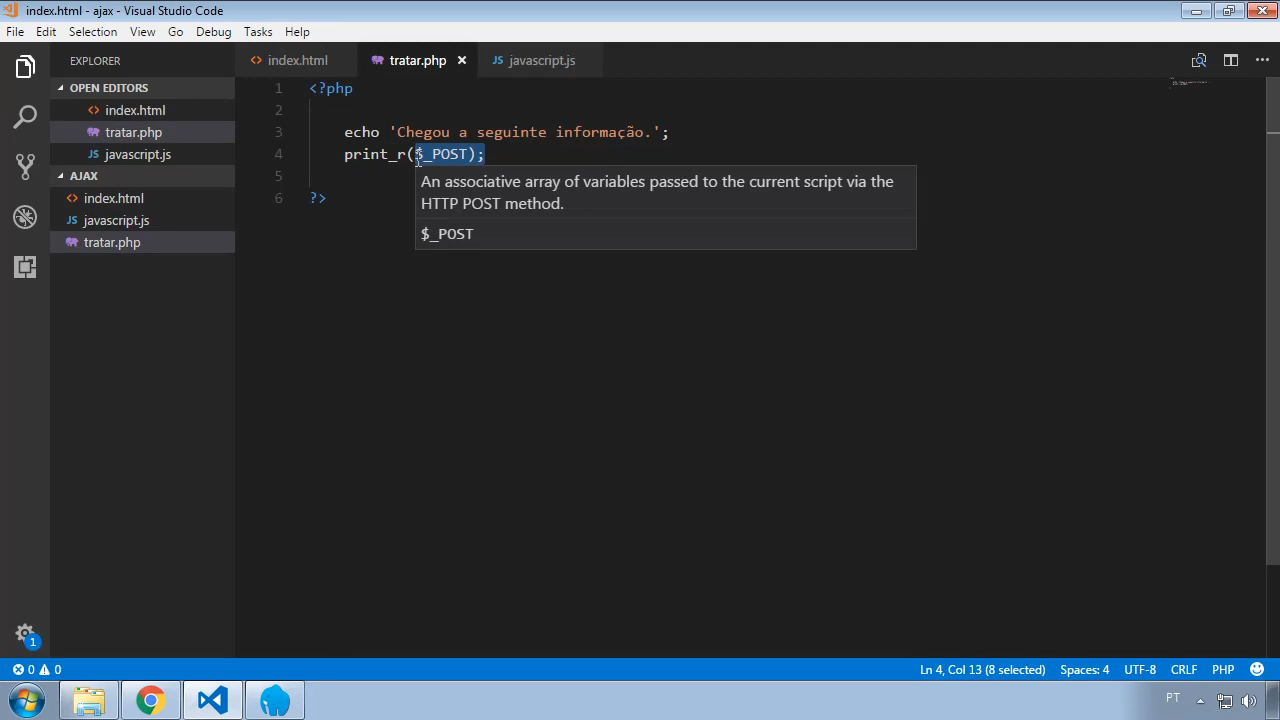 index.html - ajax - Visual Studio Code
File Edit Selection View Go Debug Tasks Help
EXPLORER
OPEN EDITORS
index.html
tratar.php
JS javascript.js
AJAX
index.html
JS javascript.js
tratar.php
index.html
tratar.php
JS javascript.js
1 <?php
2
3 echo 'Chegou a seguinte informação.';
4 print_r($_POST);
5
6 ?>
An associative array of variables passed to the current script via the
HTTP POST method.
$_POST
1
0 0
Ln 4, Col 13 (8 selected) Spaces: 4 UTF-8 CRLF PHP
PT